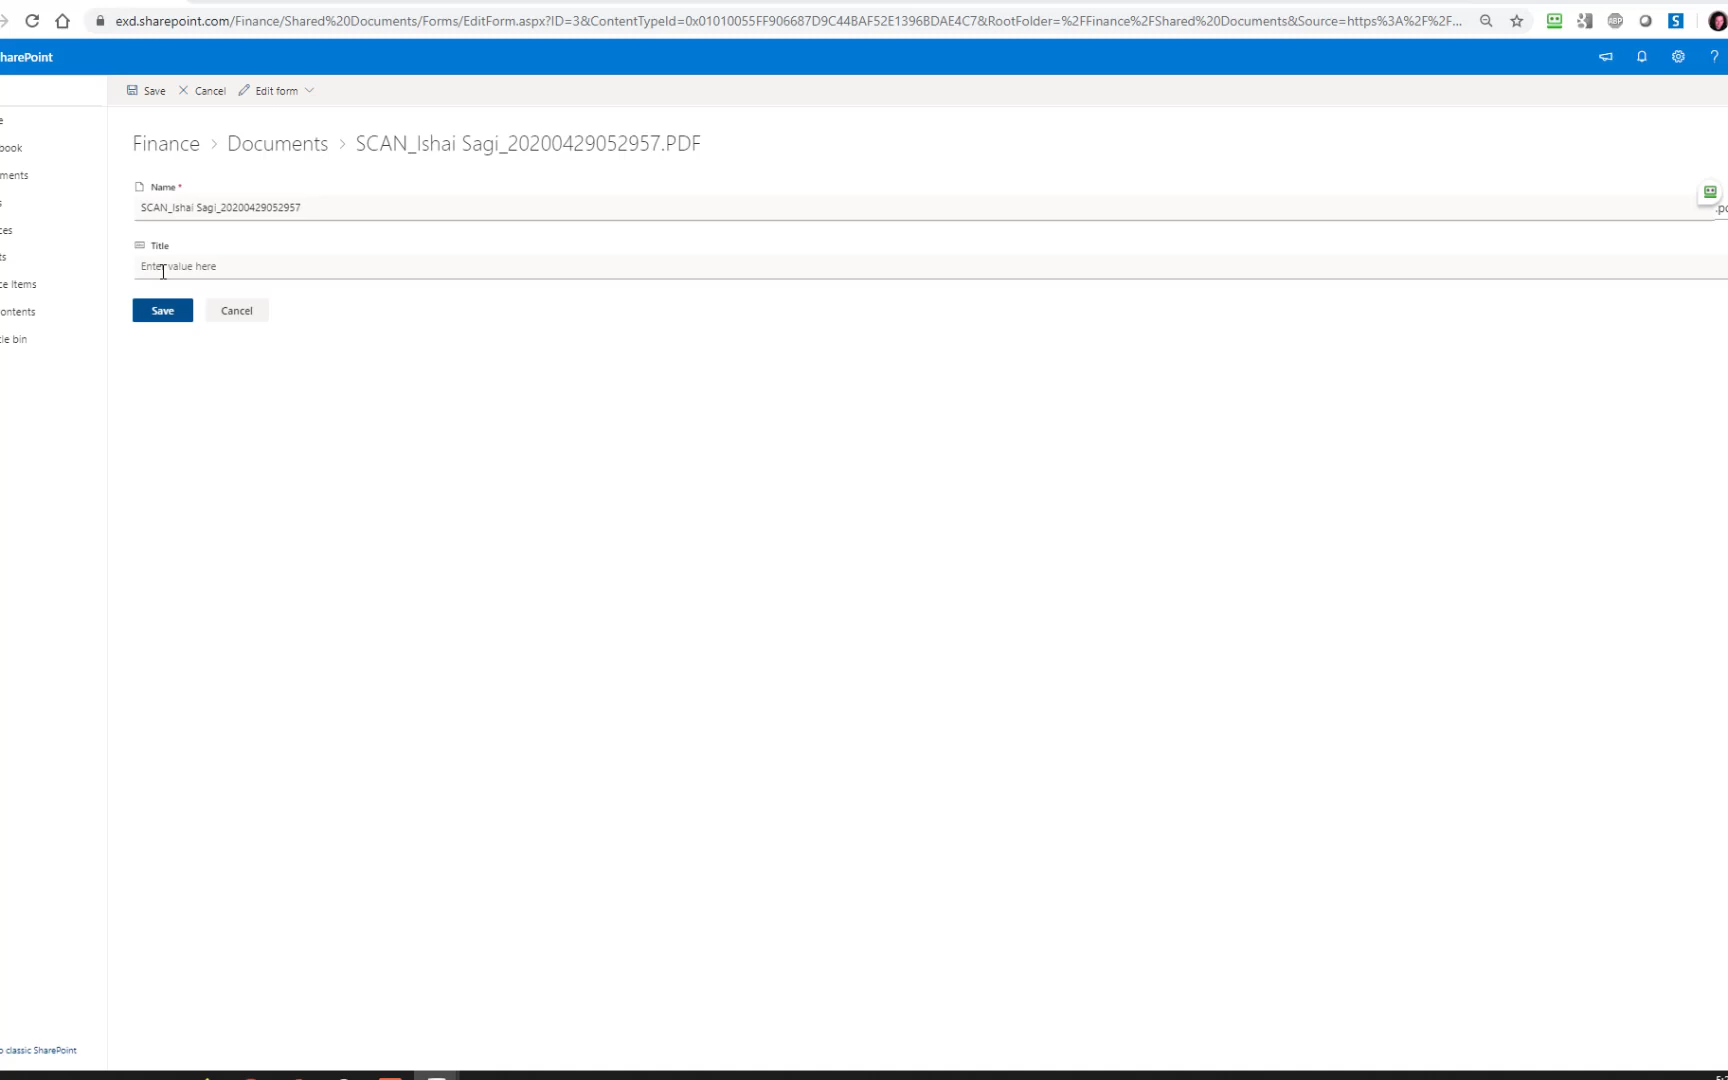 exd.sharepoint.com/Finance/Shared%20Documents/Forms/EditForm.aspx?ID=3&ContentTypeId=0x01010055FF906687D9C44BAF52E1396BDAE4C7&RootFolder=%2FFinance%2FShared%20Documents&Source=https%3A%2F%2F...
ABP
S
harePoint
?
Save
Cancel
Edit form
e
book
ments
s
ces
ts
ce Items
ontents
le bin
Finance > Documents > SCAN_Ishai Sagi_20200429052957.PDF
Name *
SCAN_Ishai Sagi_20200429052957
Title
Enter value here
Save
Cancel
o classic SharePoint